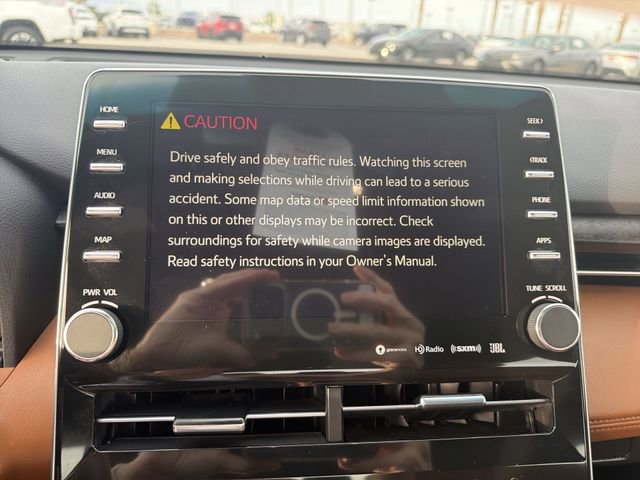 HOME
MENU
AUDIO
MAP
PWR VOL
CAUTION
Drive safely and obey traffic rules. Watching this screen
and making selections while driving can lead to a serious
accident. Some map data or speed limit information shown
on this or other displays may be incorrect. Check
surroundings for safety while camera images are displayed.
Read safety instructions in your Owner's Manual.
gracenote HD Radio ((sxm)) JBL
SEEK >
< TRACK
PHONE
APPS
TUNE SCROLL